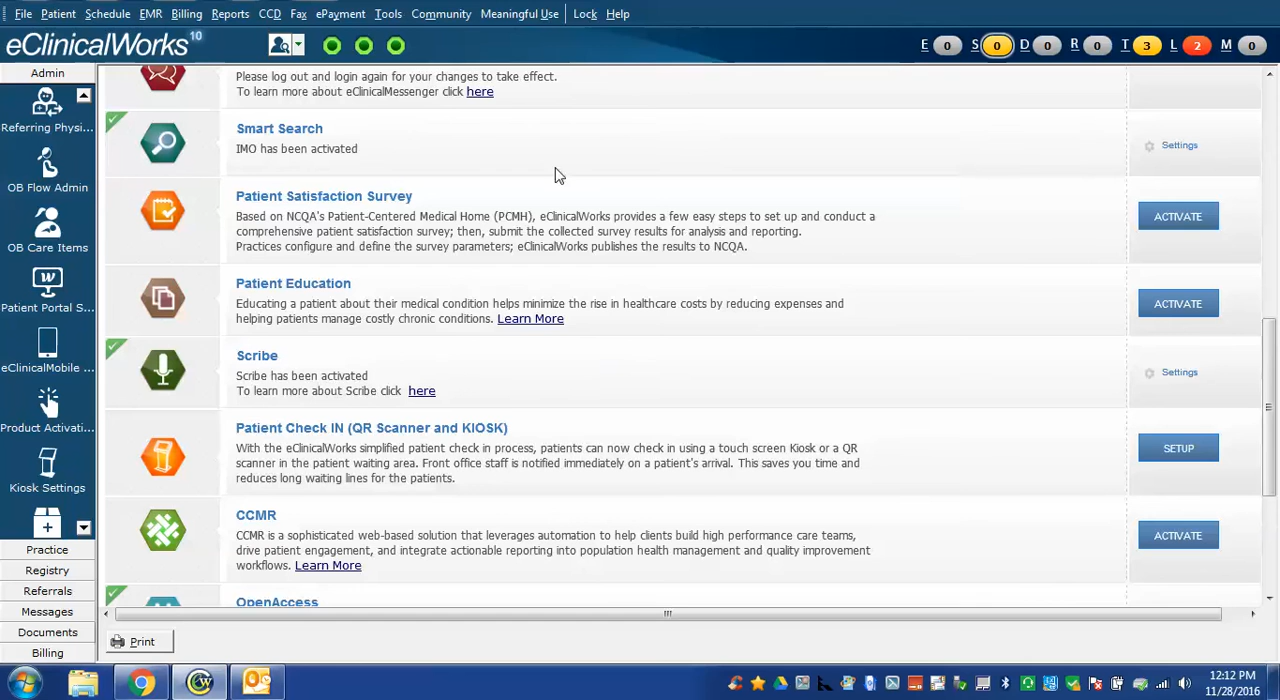 File Patient Schedule EMR Billing Reports CCD Fax ePayment Tools Community Meaningful Use Lock Help
eClinicalWorks 10 E 0 S 0 D 0 R 0 T 3 L 2 M 0
Admin
Referring Physi...
OB Flow Admin
OB Care Items
Patient Portal S...
eClinicalMobile ...
Product Activati...
Kiosk Settings
Practice
Registry
Referrals
Messages
Documents
Billing
Please log out and login again for your changes to take effect.
To learn more about eClinicalMessenger click here
Smart Search
IMO has been activated
Settings
Patient Satisfaction Survey
Based on NCQA's Patient-Centered Medical Home (PCMH), eClinicalWorks provides a few easy steps to set up and conduct a
comprehensive patient satisfaction survey; then, submit the collected survey results for analysis and reporting.
Practices configure and define the survey parameters; eClinicalWorks publishes the results to NCQA.
ACTIVATE
Patient Education
Educating a patient about their medical condition helps minimize the rise in healthcare costs by reducing expenses and
helping patients manage costly chronic conditions. Learn More
ACTIVATE
Scribe
Scribe has been activated
To learn more about Scribe click here
Settings
Patient Check IN (QR Scanner and KIOSK)
With the eClinicalWorks simplified patient check in process, patients can now check in using a touch screen Kiosk or a QR
scanner in the patient waiting area. Front office staff is notified immediately on a patient's arrival. This saves you time and
reduces long waiting lines for the patients.
SETUP
CCMR
CCMR is a sophisticated web-based solution that leverages automation to help clients build high performance care teams,
drive patient engagement, and integrate actionable reporting into population health management and quality improvement
workflows. Learn More
ACTIVATE
OpenAccess
Print
12:12 PM
11/28/2016